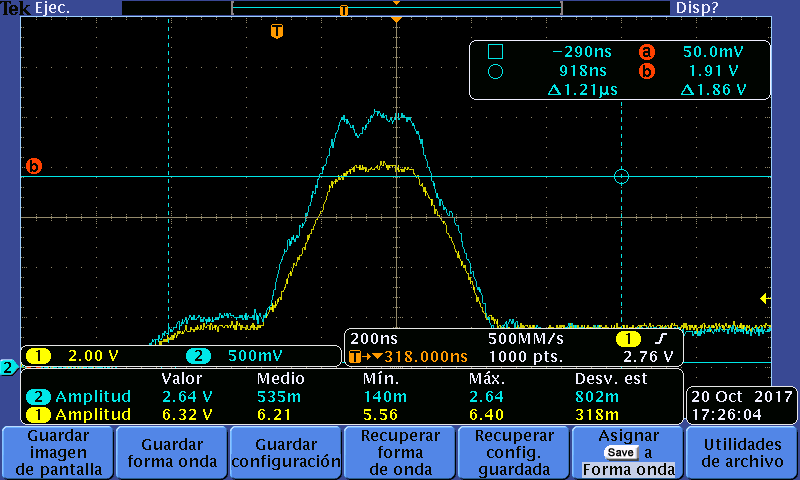 Tek Ejec. Disp?
T
T
−290ns a 50.0mV
918ns b 1.91 V
Δ1.21µs Δ1.86 V
b
200ns 500MM/s 1
1 2.00 V 2 500mV T→▼318.000ns 1000 pts. 2.76 V
2
Valor Medio Mín. Máx. Desv. est
2 Amplitud 2.64 V 535m 140m 2.64 802m
1 Amplitud 6.32 V 6.21 5.56 6.40 318m
20 Oct 2017
17:26:04
Guardar imagen de pantalla
Guardar forma onda
Guardar configuración
Recuperar forma de onda
Recuperar config. guardada
Asignar Save a Forma onda
Utilidades de archivo